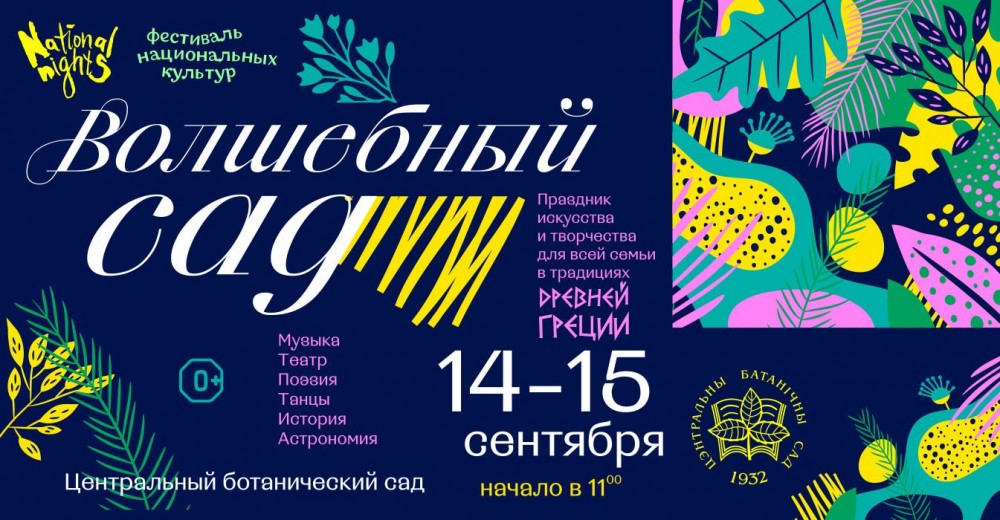 National
nights
фестиваль
национальных
культур
Волшебный
сад
Праздник
искусства
и творчества
для всей семьи
в традициях
ДРЕВНЕЙ
ГРЕЦИИ
Музыка
Театр
Поэзия
Танцы
История
Астрономия
0+
14-15
сентября
начало в 11⁰⁰
Центральный ботанический сад
ЦЭНТРАЛЬНЫ БАТАНІЧНЫ САД
1932